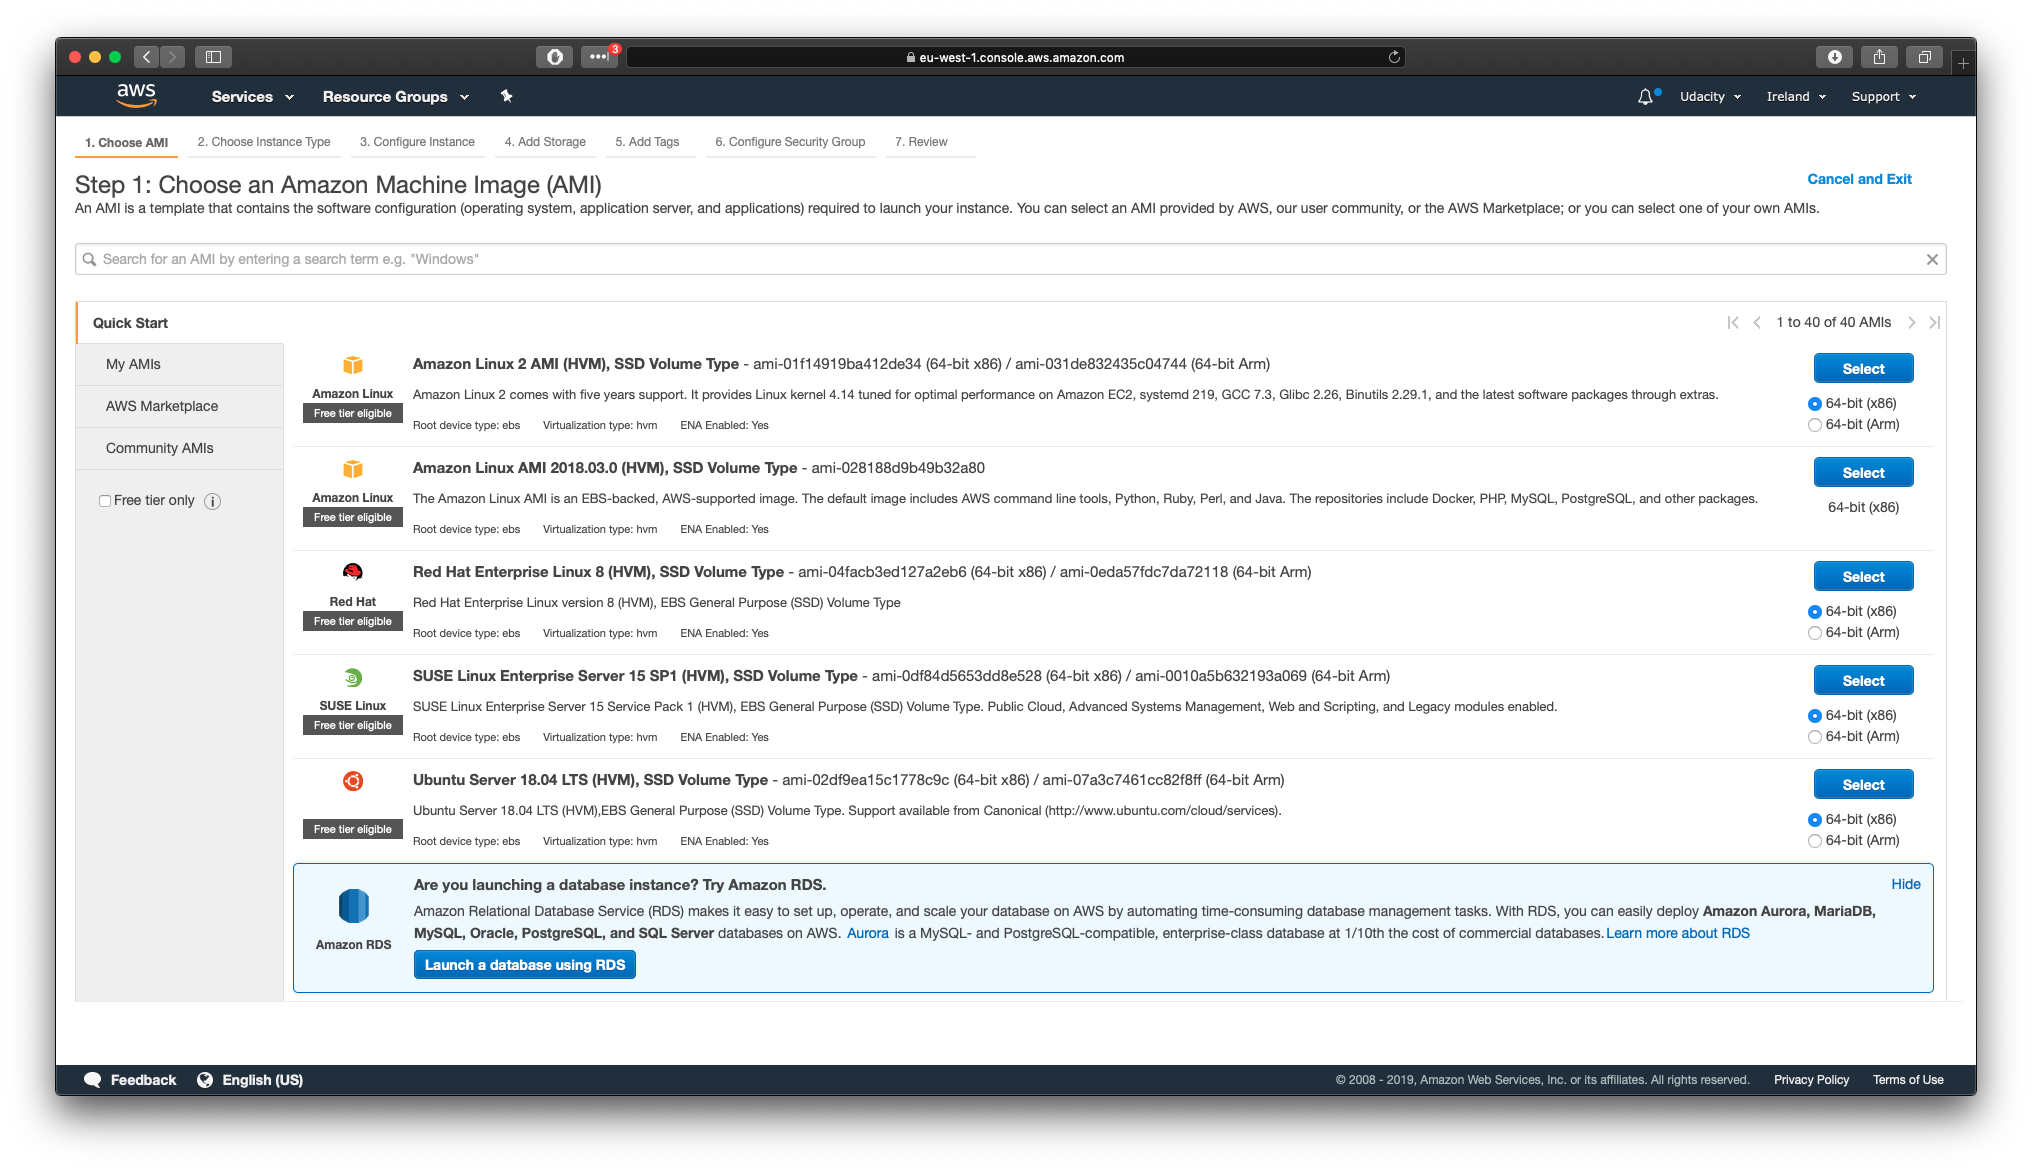 3
eu-west-1.console.aws.amazon.com
aws Services Resource Groups Udacity Ireland Support
1. Choose AMI 2. Choose Instance Type 3. Configure Instance 4. Add Storage 5. Add Tags 6. Configure Security Group 7. Review
Step 1: Choose an Amazon Machine Image (AMI) Cancel and Exit
An AMI is a template that contains the software configuration (operating system, application server, and applications) required to launch your instance. You can select an AMI provided by AWS, our user community, or the AWS Marketplace; or you can select one of your own AMIs.
Search for an AMI by entering a search term e.g. "Windows"
Quick Start
My AMIs
AWS Marketplace
Community AMIs
Free tier only
1 to 40 of 40 AMIs
Amazon Linux
Free tier eligible
Amazon Linux 2 AMI (HVM), SSD Volume Type - ami-01f14919ba412de34 (64-bit x86) / ami-031de832435c04744 (64-bit Arm)
Amazon Linux 2 comes with five years support. It provides Linux kernel 4.14 tuned for optimal performance on Amazon EC2, systemd 219, GCC 7.3, Glibc 2.26, Binutils 2.29.1, and the latest software packages through extras.
Root device type: ebs Virtualization type: hvm ENA Enabled: Yes
Select
64-bit (x86)
64-bit (Arm)
Amazon Linux
Free tier eligible
Amazon Linux AMI 2018.03.0 (HVM), SSD Volume Type - ami-028188d9b49b32a80
The Amazon Linux AMI is an EBS-backed, AWS-supported image. The default image includes AWS command line tools, Python, Ruby, Perl, and Java. The repositories include Docker, PHP, MySQL, PostgreSQL, and other packages.
Root device type: ebs Virtualization type: hvm ENA Enabled: Yes
Select
64-bit (x86)
Red Hat
Free tier eligible
Red Hat Enterprise Linux 8 (HVM), SSD Volume Type - ami-04facb3ed127a2eb6 (64-bit x86) / ami-0eda57fdc7da72118 (64-bit Arm)
Red Hat Enterprise Linux version 8 (HVM), EBS General Purpose (SSD) Volume Type
Root device type: ebs Virtualization type: hvm ENA Enabled: Yes
Select
64-bit (x86)
64-bit (Arm)
SUSE Linux
Free tier eligible
SUSE Linux Enterprise Server 15 SP1 (HVM), SSD Volume Type - ami-0df84d5653dd8e528 (64-bit x86) / ami-0010a5b632193a069 (64-bit Arm)
SUSE Linux Enterprise Server 15 Service Pack 1 (HVM), EBS General Purpose (SSD) Volume Type. Public Cloud, Advanced Systems Management, Web and Scripting, and Legacy modules enabled.
Root device type: ebs Virtualization type: hvm ENA Enabled: Yes
Select
64-bit (x86)
64-bit (Arm)
Free tier eligible
Ubuntu Server 18.04 LTS (HVM), SSD Volume Type - ami-02df9ea15c1778c9c (64-bit x86) / ami-07a3c7461cc82f8ff (64-bit Arm)
Ubuntu Server 18.04 LTS (HVM),EBS General Purpose (SSD) Volume Type. Support available from Canonical (http://www.ubuntu.com/cloud/services).
Root device type: ebs Virtualization type: hvm ENA Enabled: Yes
Select
64-bit (x86)
64-bit (Arm)
Amazon RDS
Are you launching a database instance? Try Amazon RDS. Hide
Amazon Relational Database Service (RDS) makes it easy to set up, operate, and scale your database on AWS by automating time-consuming database management tasks. With RDS, you can easily deploy Amazon Aurora, MariaDB,
MySQL, Oracle, PostgreSQL, and SQL Server databases on AWS. Aurora is a MySQL- and PostgreSQL-compatible, enterprise-class database at 1/10th the cost of commercial databases. Learn more about RDS
Launch a database using RDS
Feedback English (US) © 2008 - 2019, Amazon Web Services, Inc. or its affiliates. All rights reserved. Privacy Policy Terms of Use